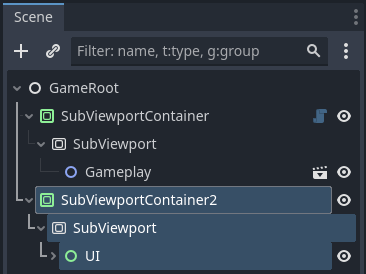 Scene
Filter: name, t:type, g:group
GameRoot
SubViewportContainer
SubViewport
Gameplay
SubViewportContainer2
SubViewport
UI